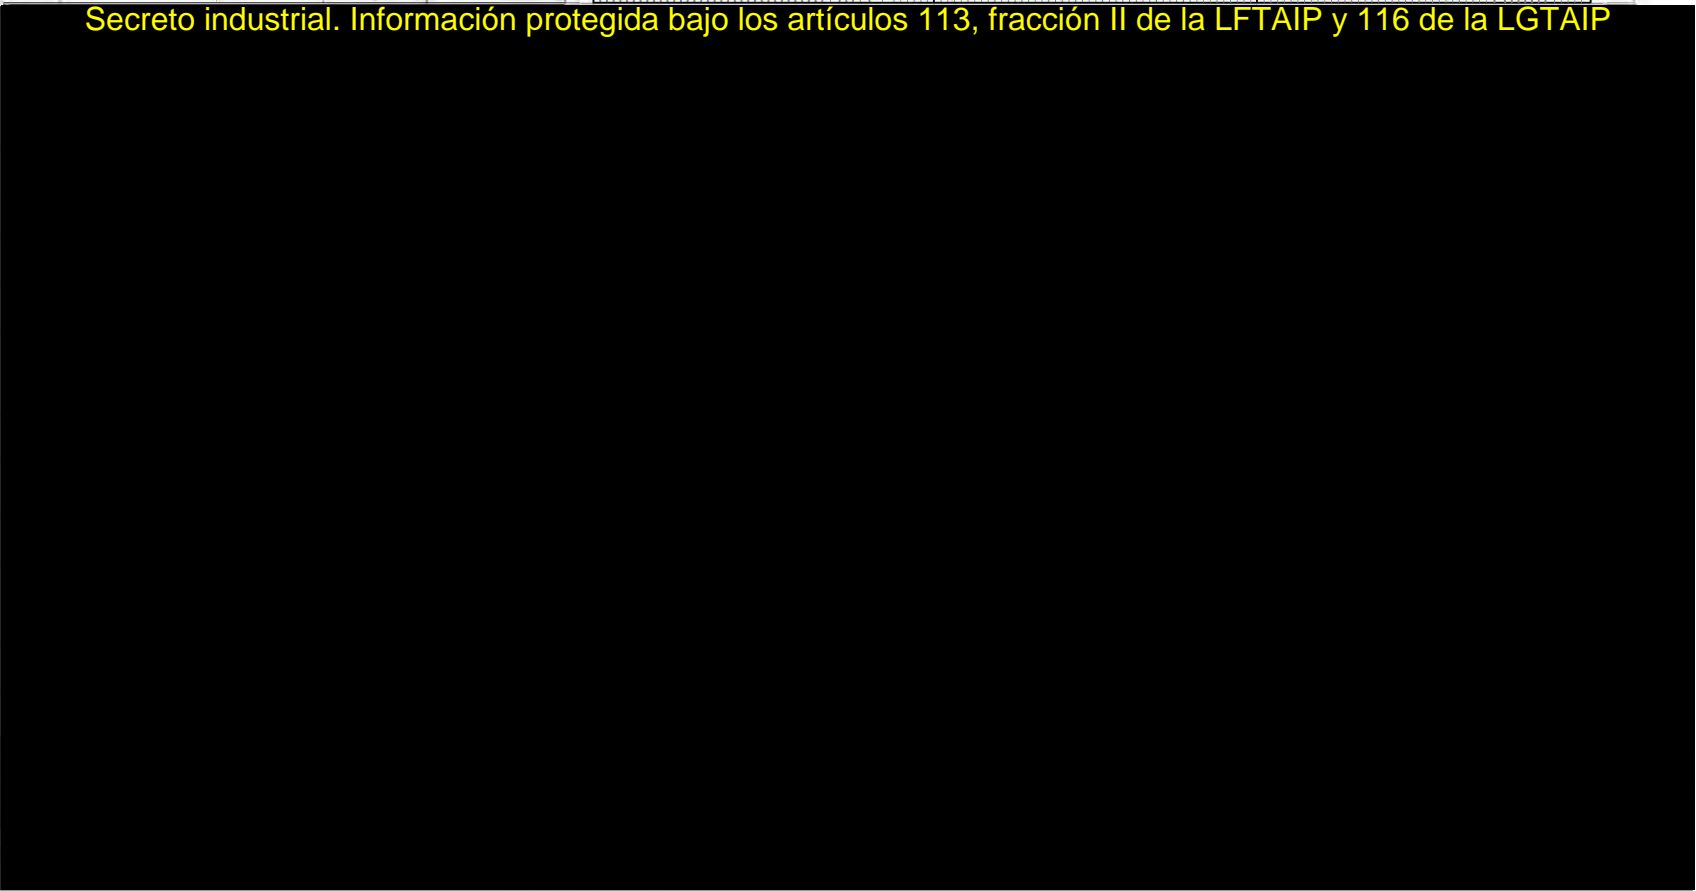 Secreto industrial. Información protegida bajo los artículos 113, fracción II de la LFTAIP y 116 de la LGTAIP